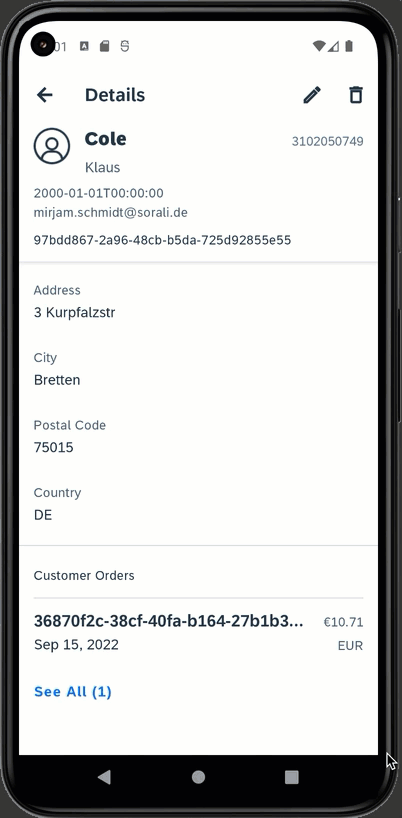 01
Details
Cole
3102050749
Klaus
2000-01-01T00:00:00
mirjam.schmidt@sorali.de
97bdd867-2a96-48cb-b5da-725d92855e55
Address
3 Kurpfalzstr
City
Bretten
Postal Code
75015
Country
DE
Customer Orders
36870f2c-38cf-40fa-b164-27b1b3...
€10.71
Sep 15, 2022
EUR
See All (1)